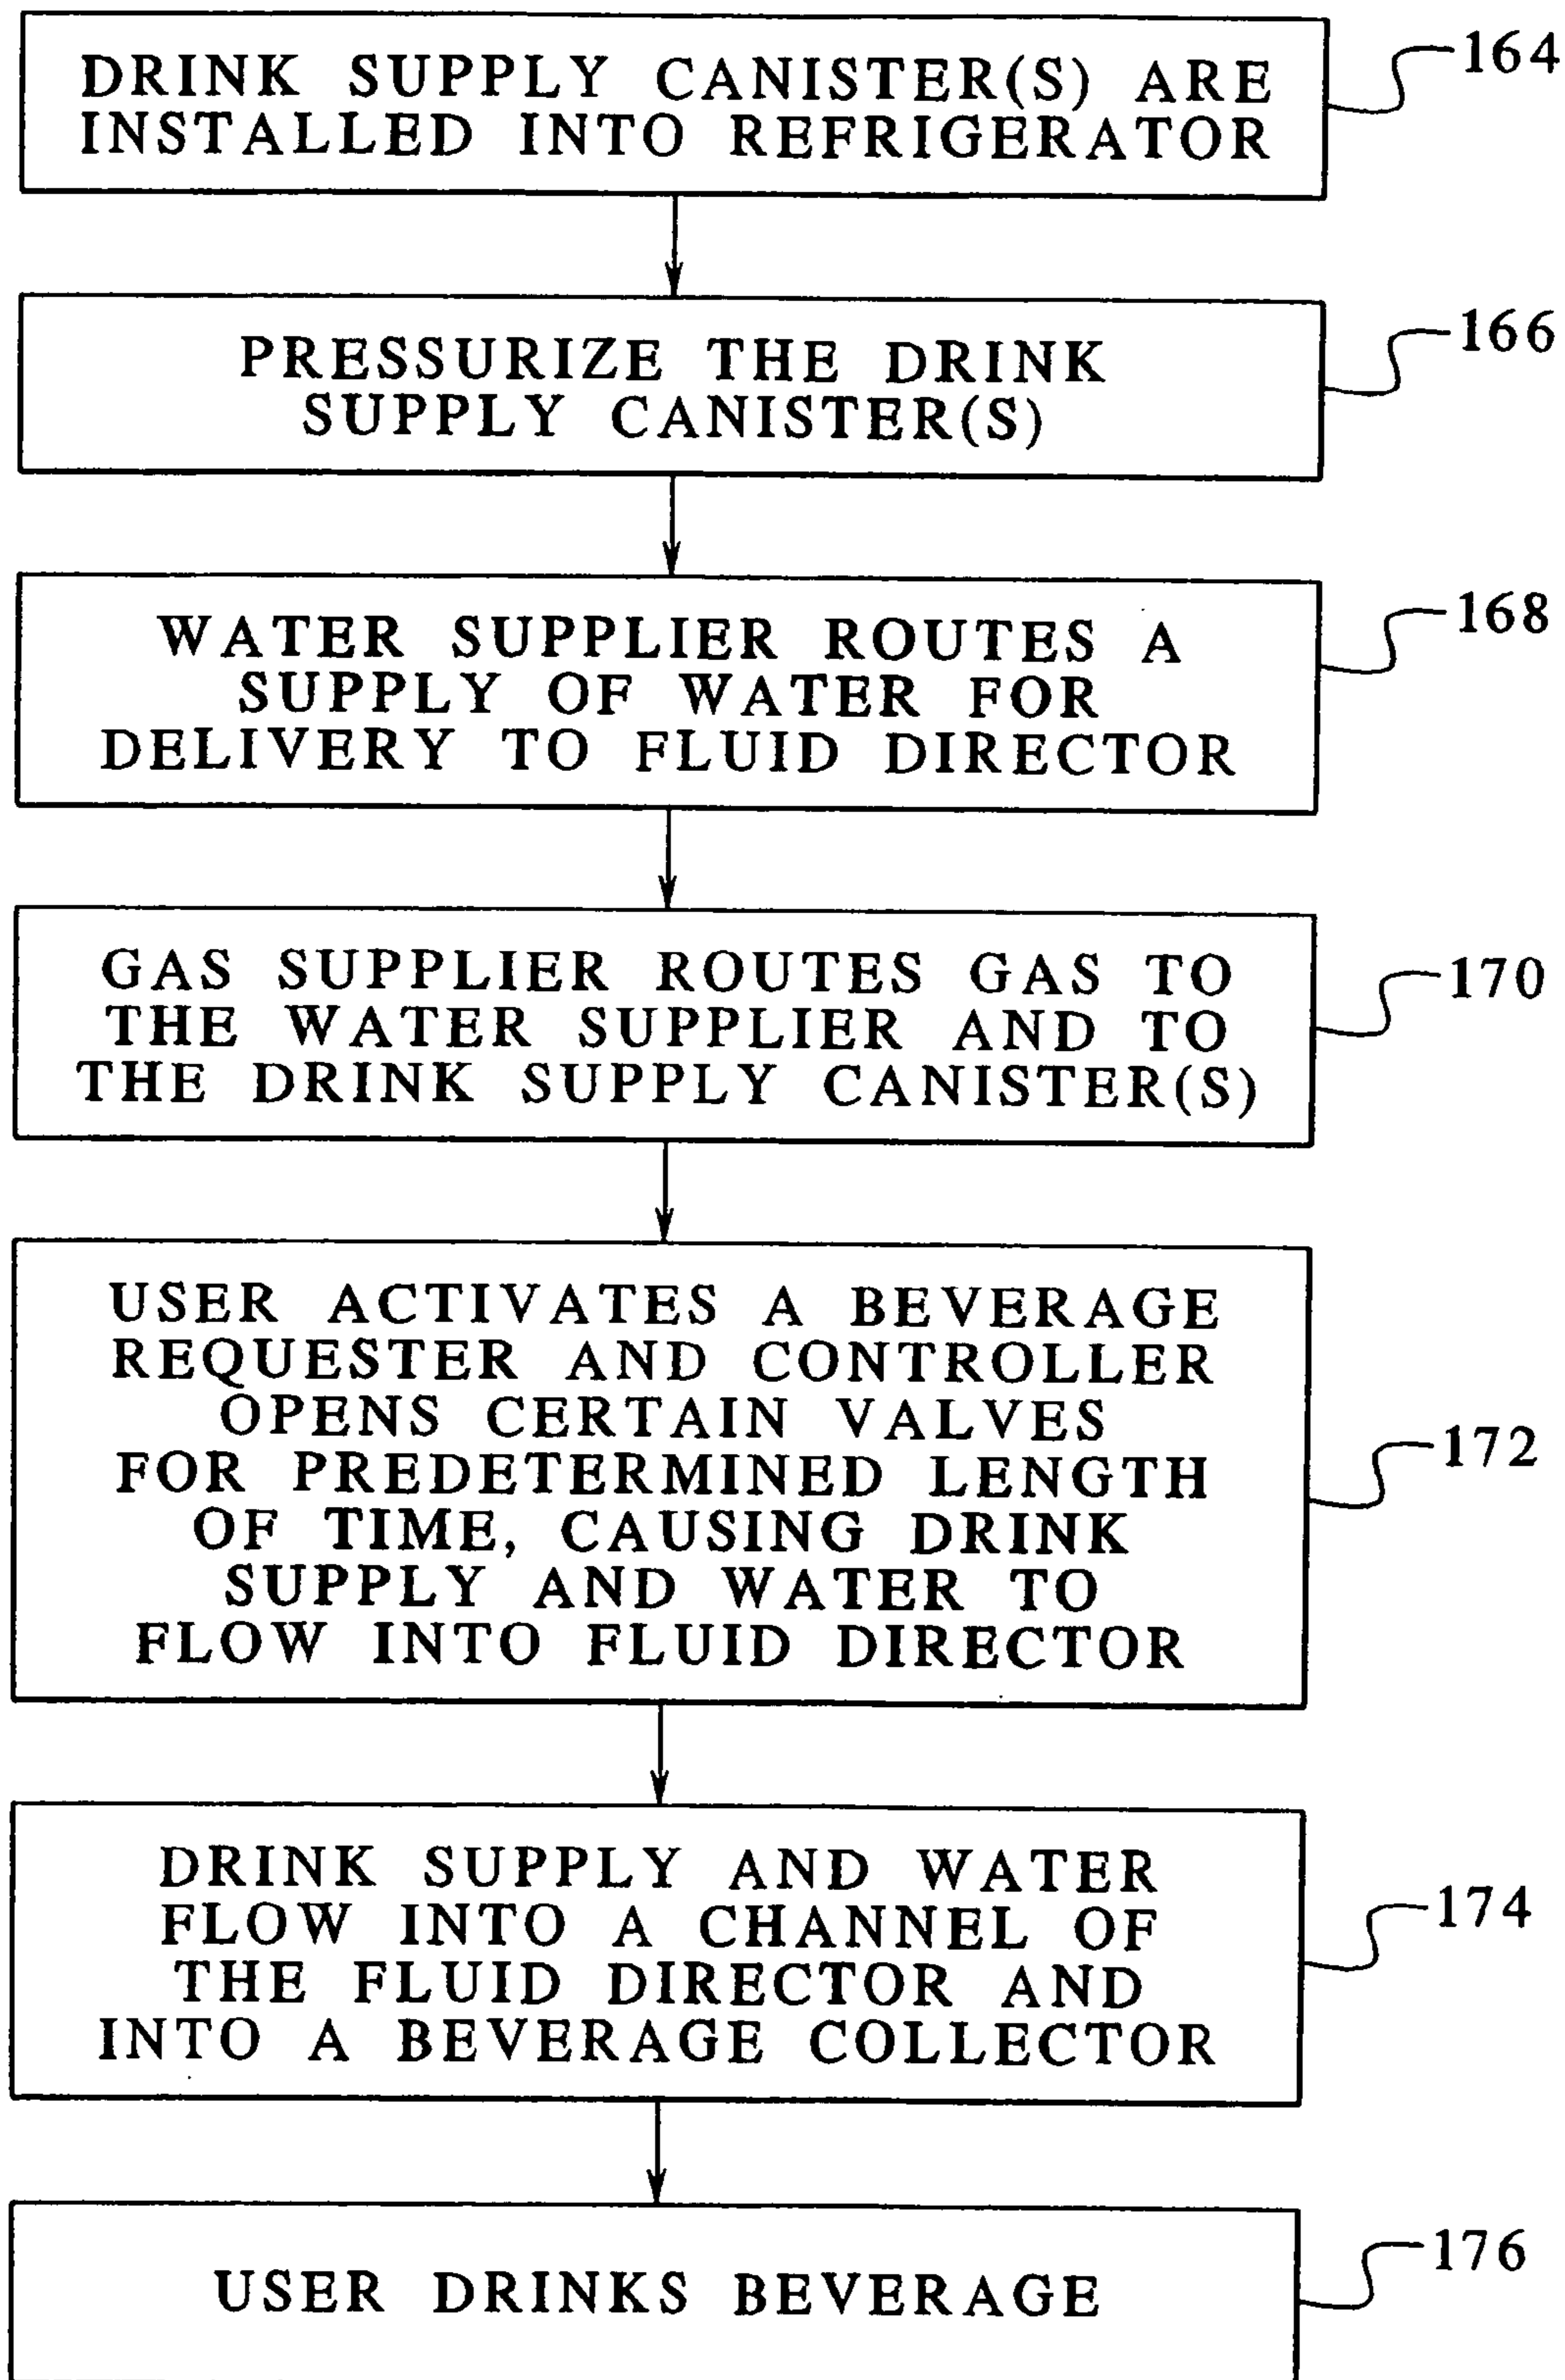 DRINK SUPPLY CANISTER(S) ARE
INSTALLED INTO REFRIGERATOR
164
PRESSURIZE THE DRINK
SUPPLY CANISTER(S)
166
WATER SUPPLIER ROUTES A
SUPPLY OF WATER FOR
DELIVERY TO FLUID DIRECTOR
168
GAS SUPPLIER ROUTES GAS TO
THE WATER SUPPLIER AND TO
THE DRINK SUPPLY CANISTER(S)
170
USER ACTIVATES A BEVERAGE
REQUESTER AND CONTROLLER
OPENS CERTAIN VALVES
FOR PREDETERMINED LENGTH
OF TIME, CAUSING DRINK
SUPPLY AND WATER TO
FLOW INTO FLUID DIRECTOR
172
DRINK SUPPLY AND WATER
FLOW INTO A CHANNEL OF
THE FLUID DIRECTOR AND
INTO A BEVERAGE COLLECTOR
174
USER DRINKS BEVERAGE
176